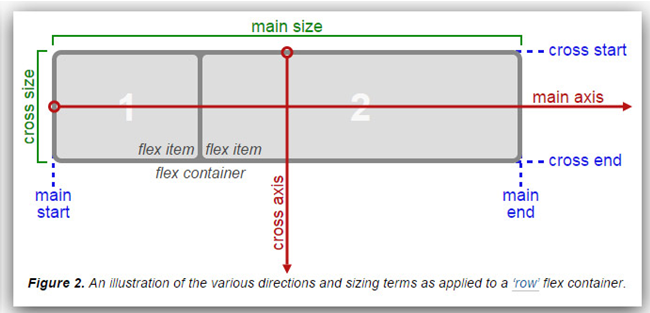 main size
cross start
cross size
1
2
main axis
flex item
flex item
cross end
flex container
main
start
cross axis
main
end
Figure 2. An illustration of the various directions and sizing terms as applied to a ‘row’ flex container.